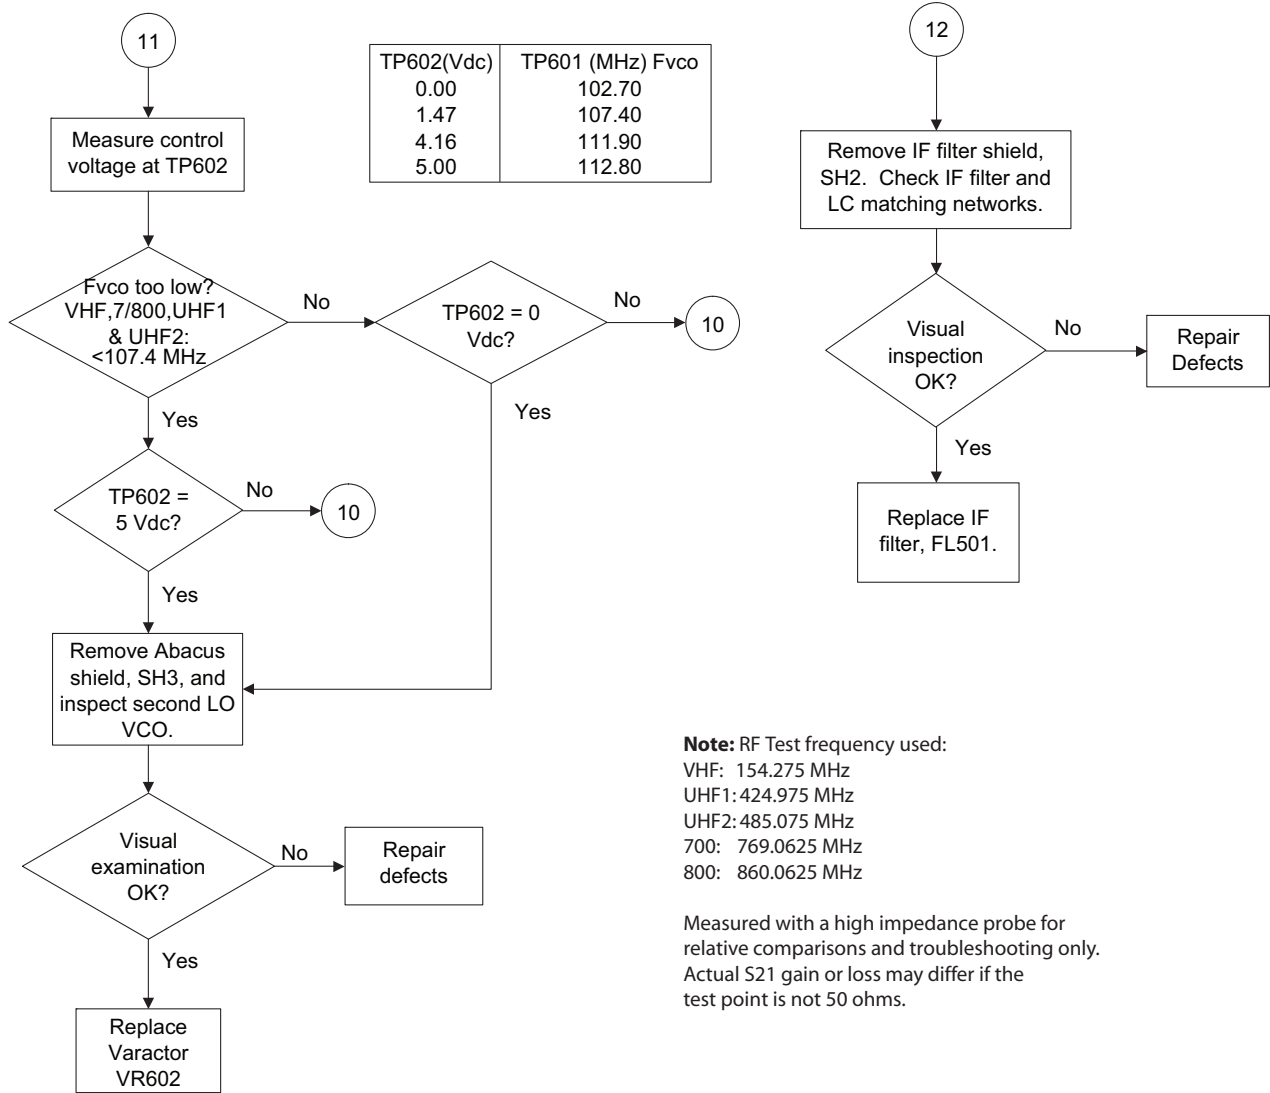 11
Measure control
voltage at TP602
TP602(Vdc) TP601 (MHz) Fvco
0.00 102.70
1.47 107.40
4.16 111.90
5.00 112.80
Fvco too low?
VHF,7/800,UHF1
& UHF2:
<107.4 MHz
No
TP602 = 0
Vdc?
No
10
Yes
Yes
TP602 =
5 Vdc?
No
10
Yes
Remove Abacus
shield, SH3, and
inspect second LO
VCO.
Visual
examination
OK?
No
Repair
defects
Yes
Replace
Varactor
VR602
12
Remove IF filter shield,
SH2. Check IF filter and
LC matching networks.
Visual
inspection
OK?
No
Repair
Defects
Yes
Replace IF
filter, FL501.
Note: RF Test frequency used:
VHF: 154.275 MHz
UHF1: 424.975 MHz
UHF2: 485.075 MHz
700: 769.0625 MHz
800: 860.0625 MHz
Measured with a high impedance probe for
relative comparisons and troubleshooting only.
Actual S21 gain or loss may differ if the
test point is not 50 ohms.